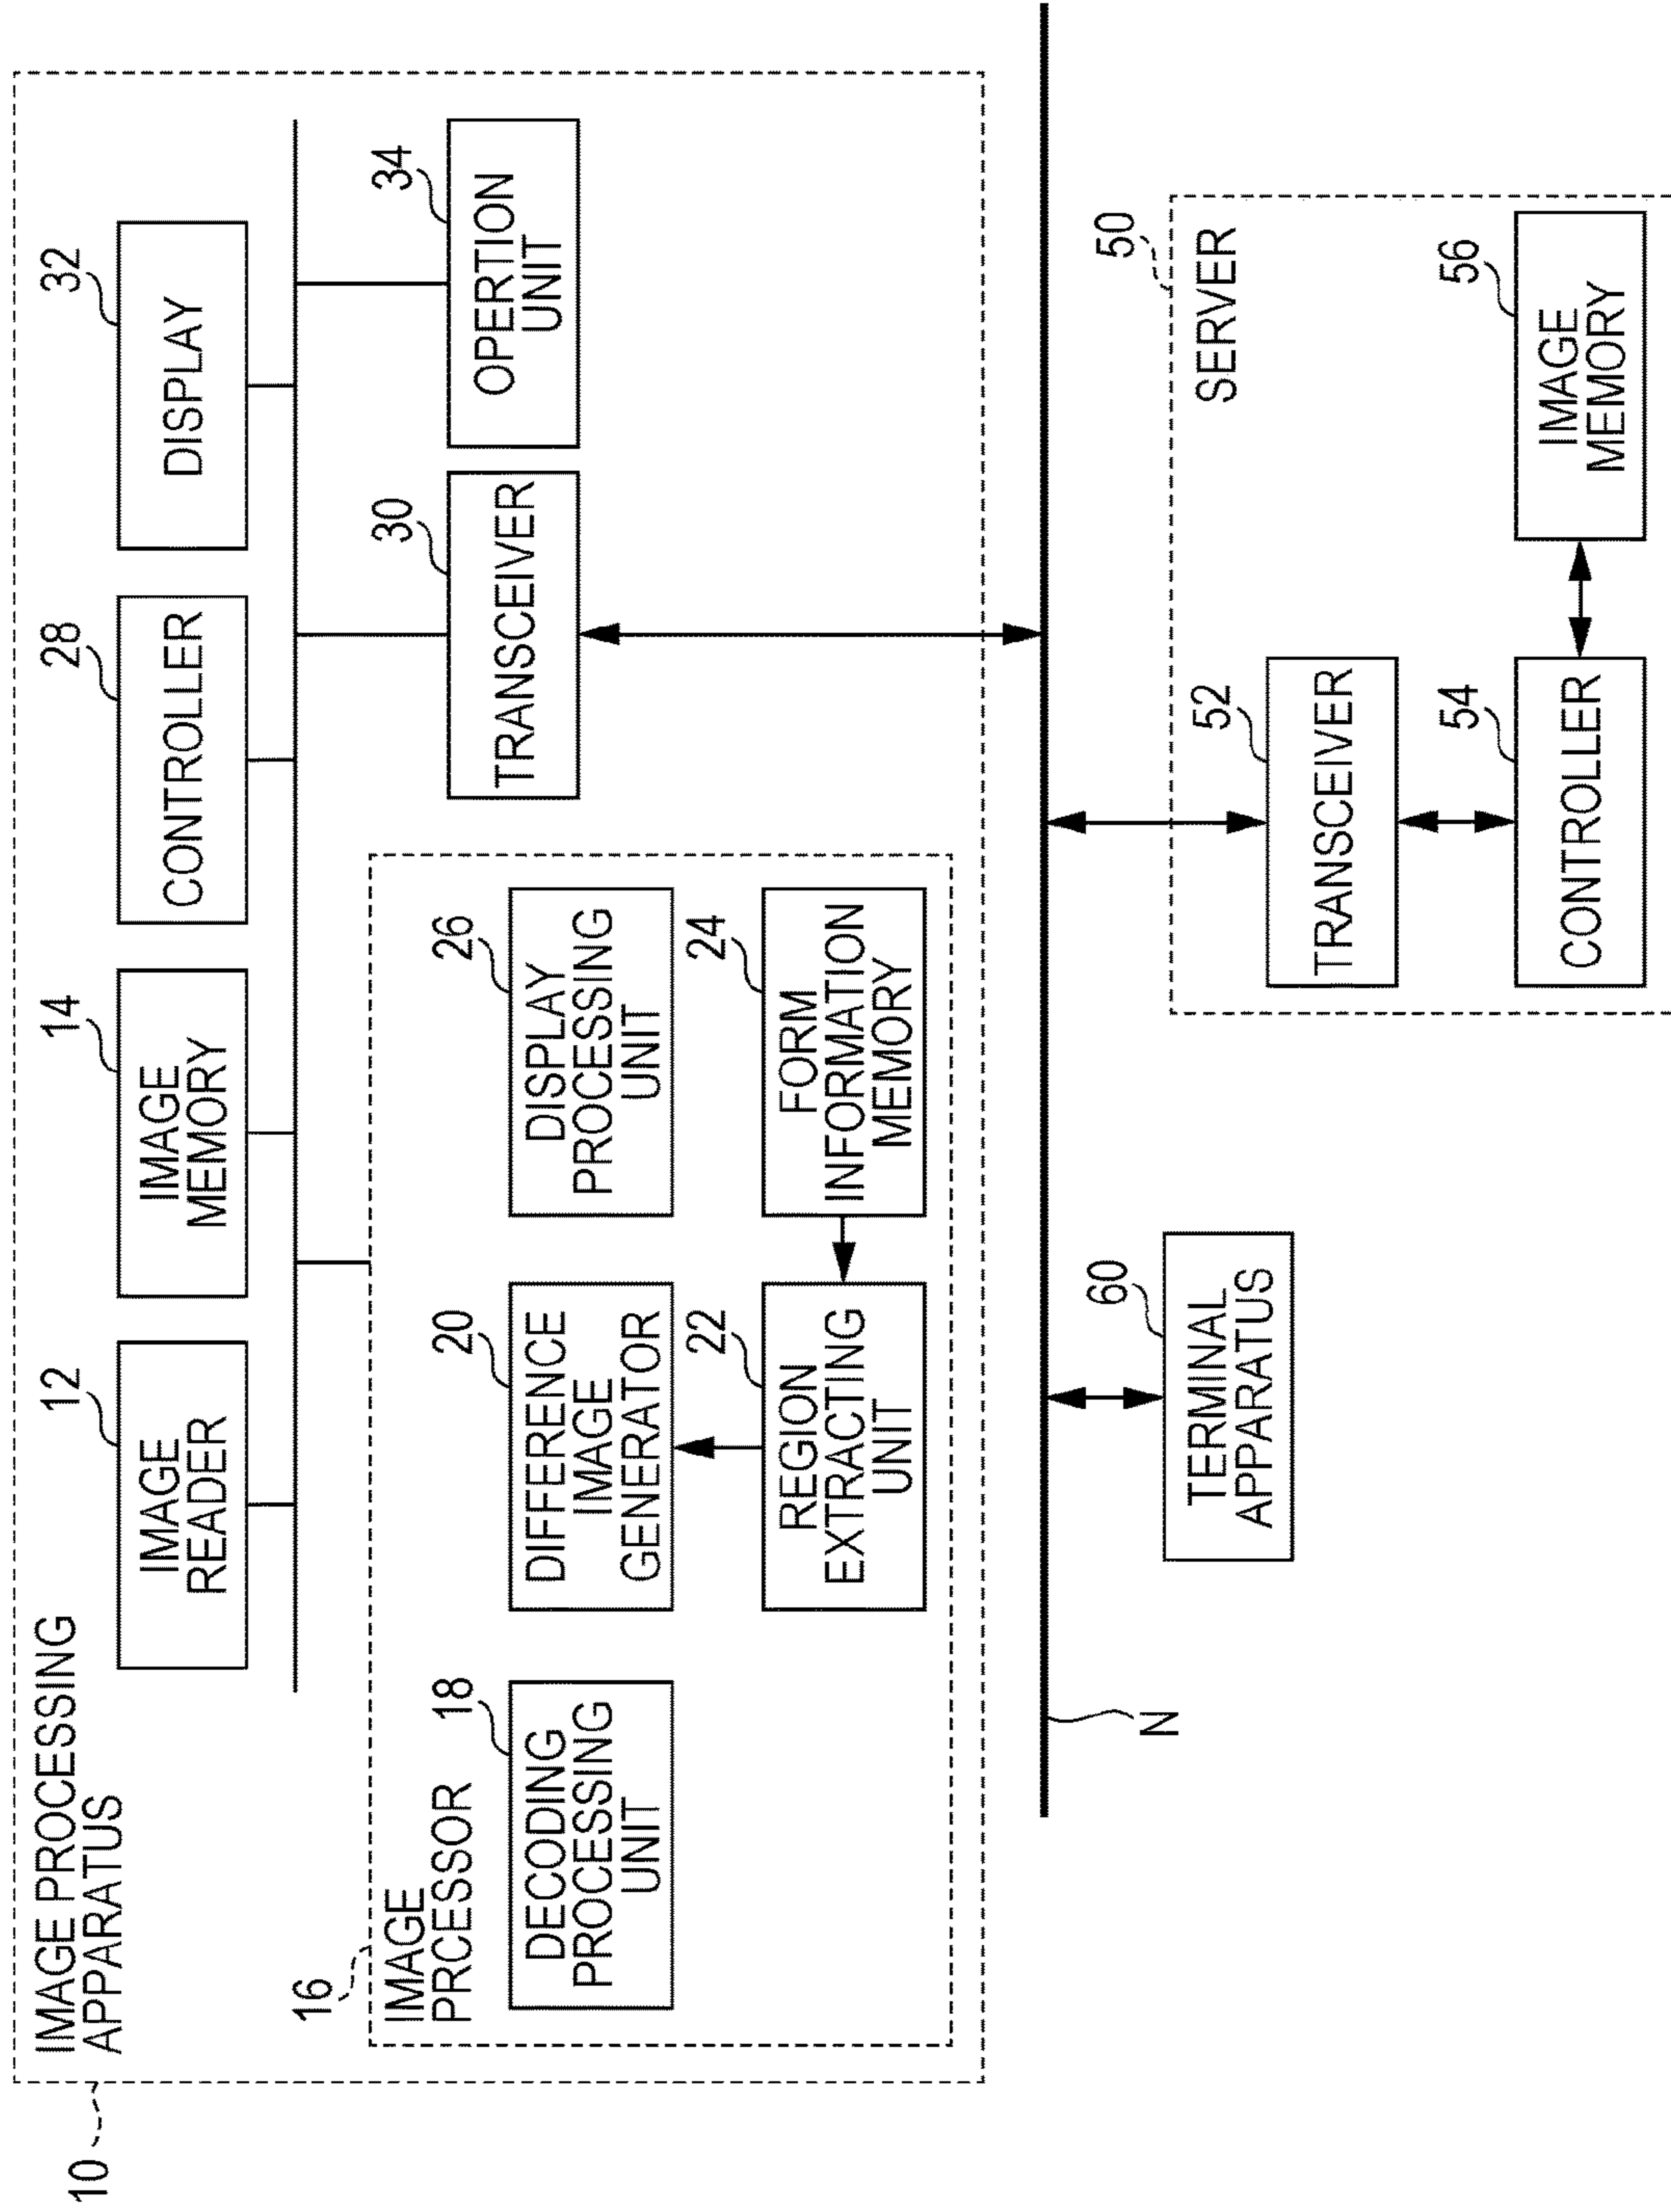 10
IMAGE PROCESSING
APPARATUS
12
IMAGE
READER
14
IMAGE
MEMORY
28
CONTROLLER
32
DISPLAY
16
IMAGE
PRCESSOR
18
DECODING
PROCESSING
UNIT
20
DIFFERENCE
IMAGE
GENERATOR
26
DISPLAY
PROCESSING
UNIT
22
REGION
EXTRACTING
UNIT
24
FORM
INFORMATION
MEMORY
30
TRANSCEIVER
34
OPERTION
UNIT
N
60
TERMINAL
APPARATUS
50
SERVER
52
TRANSCEIVER
54
CONTROLLER
56
IMAGE
MEMORY